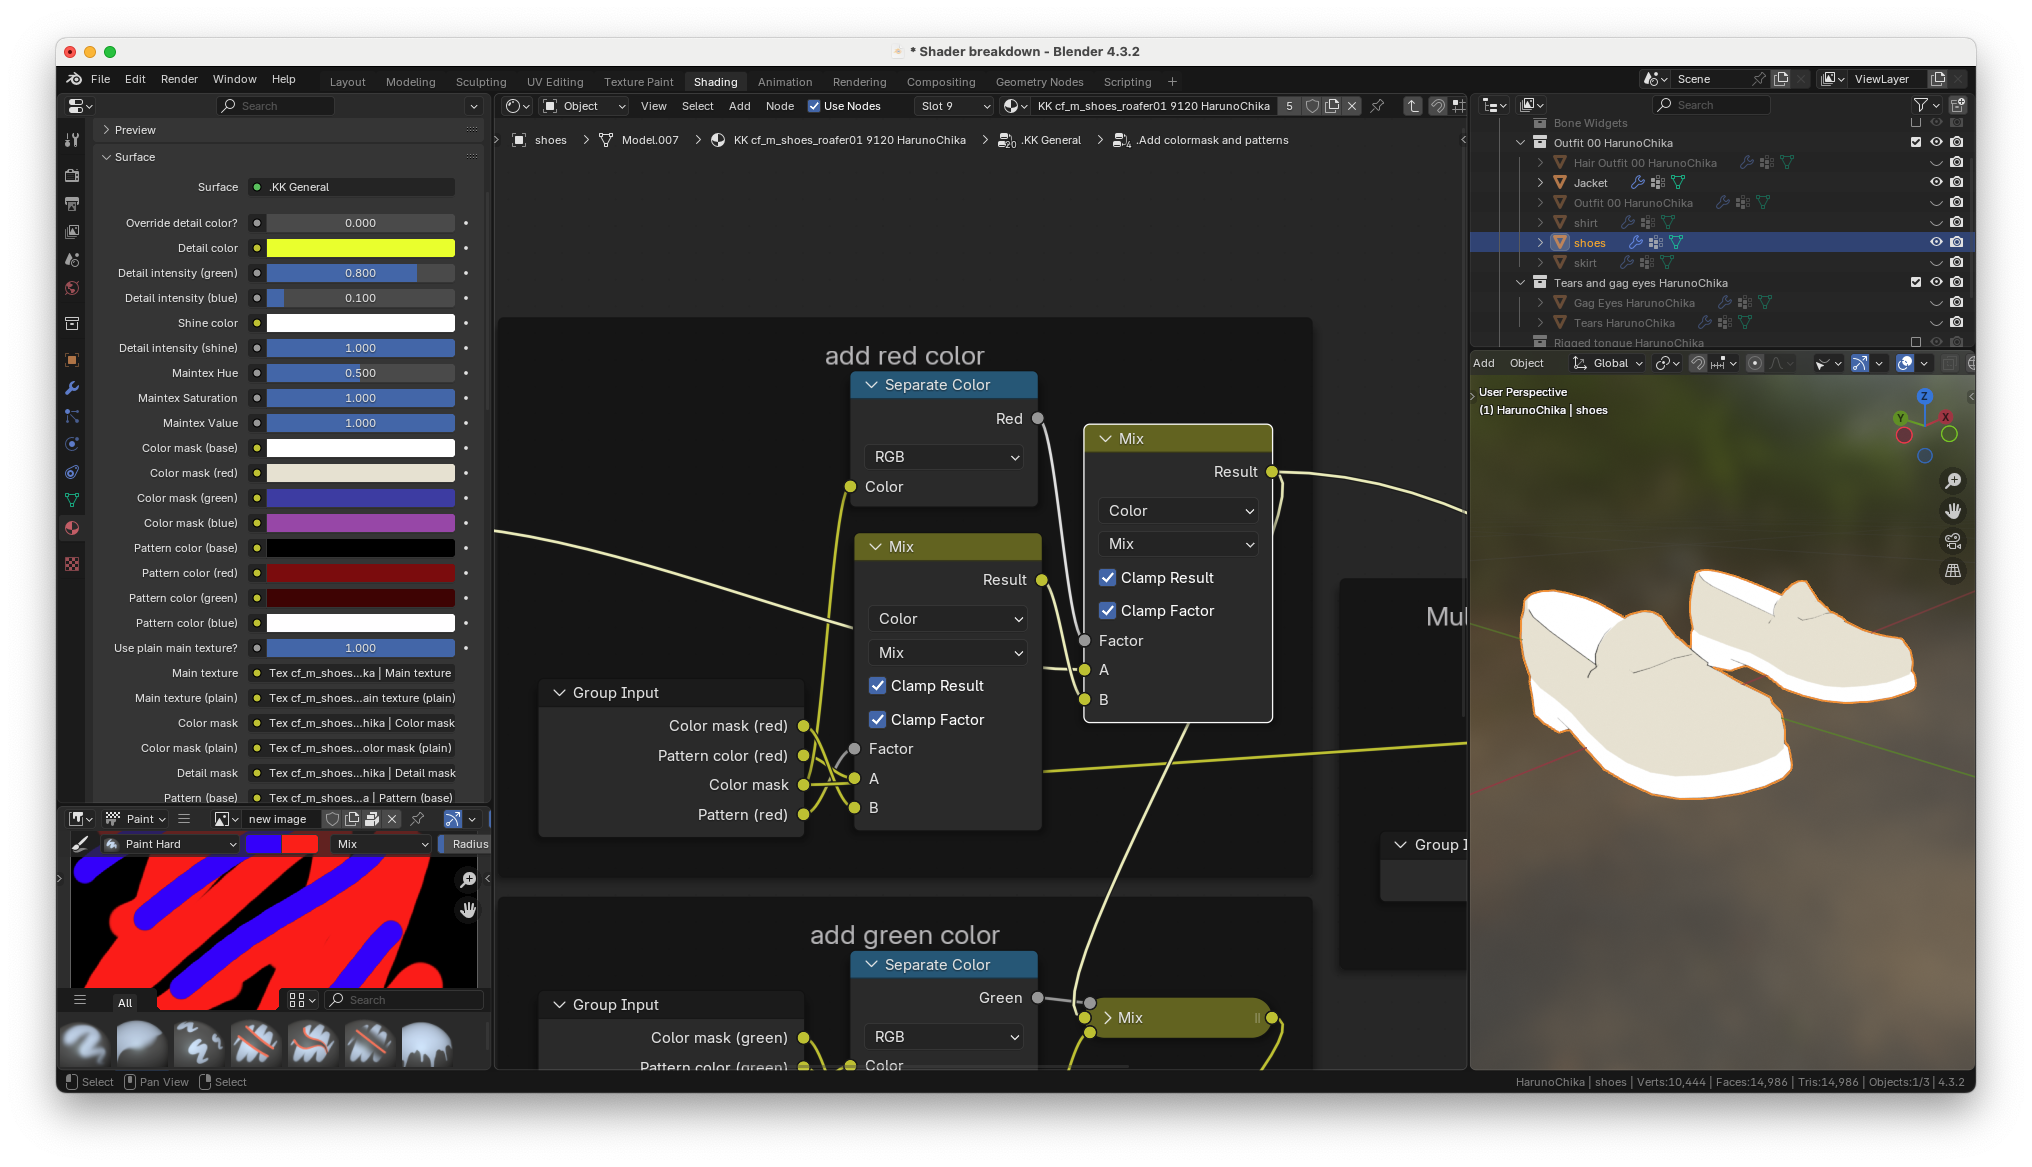 * Shader breakdown - Blender 4.3.2
File Edit Render Window Help
Layout Modeling Sculpting UV Editing Texture Paint Shading Animation Rendering Compositing Geometry Nodes Scripting +
Scene
ViewLayer
Search
Object
View Select Add Node Use Nodes
Slot 9
KK cf_m_shoes_roafer01 9120 HarunoChika
5
Search
Preview
Surface
Surface
.KK General
Override detail color?
0.000
Detail color
Detail intensity (green)
0.800
Detail intensity (blue)
0.100
Shine color
Detail intensity (shine)
1.000
Maintex Hue
0.500
Maintex Saturation
1.000
Maintex Value
1.000
Color mask (base)
Color mask (red)
Color mask (green)
Color mask (blue)
Pattern color (base)
Pattern color (red)
Pattern color (green)
Pattern color (blue)
Use plain main texture?
1.000
Main texture
Tex cf_m_shoes...ka | Main texture
Main texture (plain)
Tex cf_m_shoes...ain texture (plain)
Color mask
Tex cf_m_shoes...hika | Color mask
Color mask (plain)
Tex cf_m_shoes...olor mask (plain)
Detail mask
Tex cf_m_shoes...hika | Detail mask
Pattern (base)
Tex cf_m_shoes...a | Pattern (base)
Paint
new image
Paint Hard
Mix
Radius
All
Search
shoes
Model.007
KK cf_m_shoes_roafer01 9120 HarunoChika
20
.KK General
4
.Add colormask and patterns
add red color
Separate Color
Red
RGB
Color
Mix
Result
Color
Mix
Clamp Result
Clamp Factor
Factor
A
B
Mix
Result
Color
Mix
Clamp Result
Clamp Factor
Factor
A
B
Group Input
Color mask (red)
Pattern color (red)
Color mask
Pattern (red)
add green color
Separate Color
Green
RGB
Color
Group Input
Color mask (green)
Pattern color (green)
Mix
Mul
Group I
Bone Widgets
Outfit 00 HarunoChika
Hair Outfit 00 HarunoChika
Jacket
Outfit 00 HarunoChika
shirt
shoes
skirt
Tears and gag eyes HarunoChika
Gag Eyes HarunoChika
Tears HarunoChika
Rigged tongue HarunoChika
Add Object
Global
User Perspective
(1) HarunoChika | shoes
Z
Y
X
Select Pan View Select
HarunoChika | shoes | Verts:10,444 | Faces:14,986 | Tris:14,986 | Objects:1/3 | 4.3.2